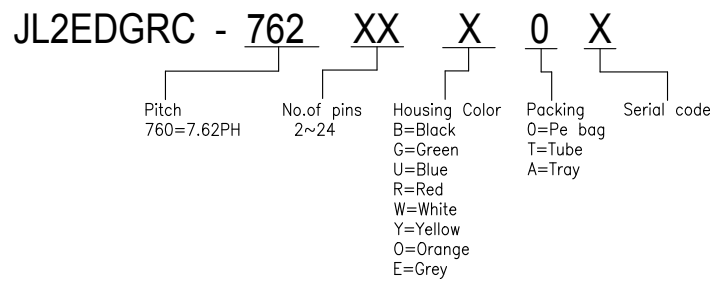 JL2EDGRC - 762 XX X 0 X
Pitch No.of pins Housing Color Packing Serial code
760=7.62PH 2~24 B=Black 0=Pe bag
G=Green T=Tube
U=Blue A=Tray
R=Red
W=White
Y=Yellow
O=Orange
E=Grey